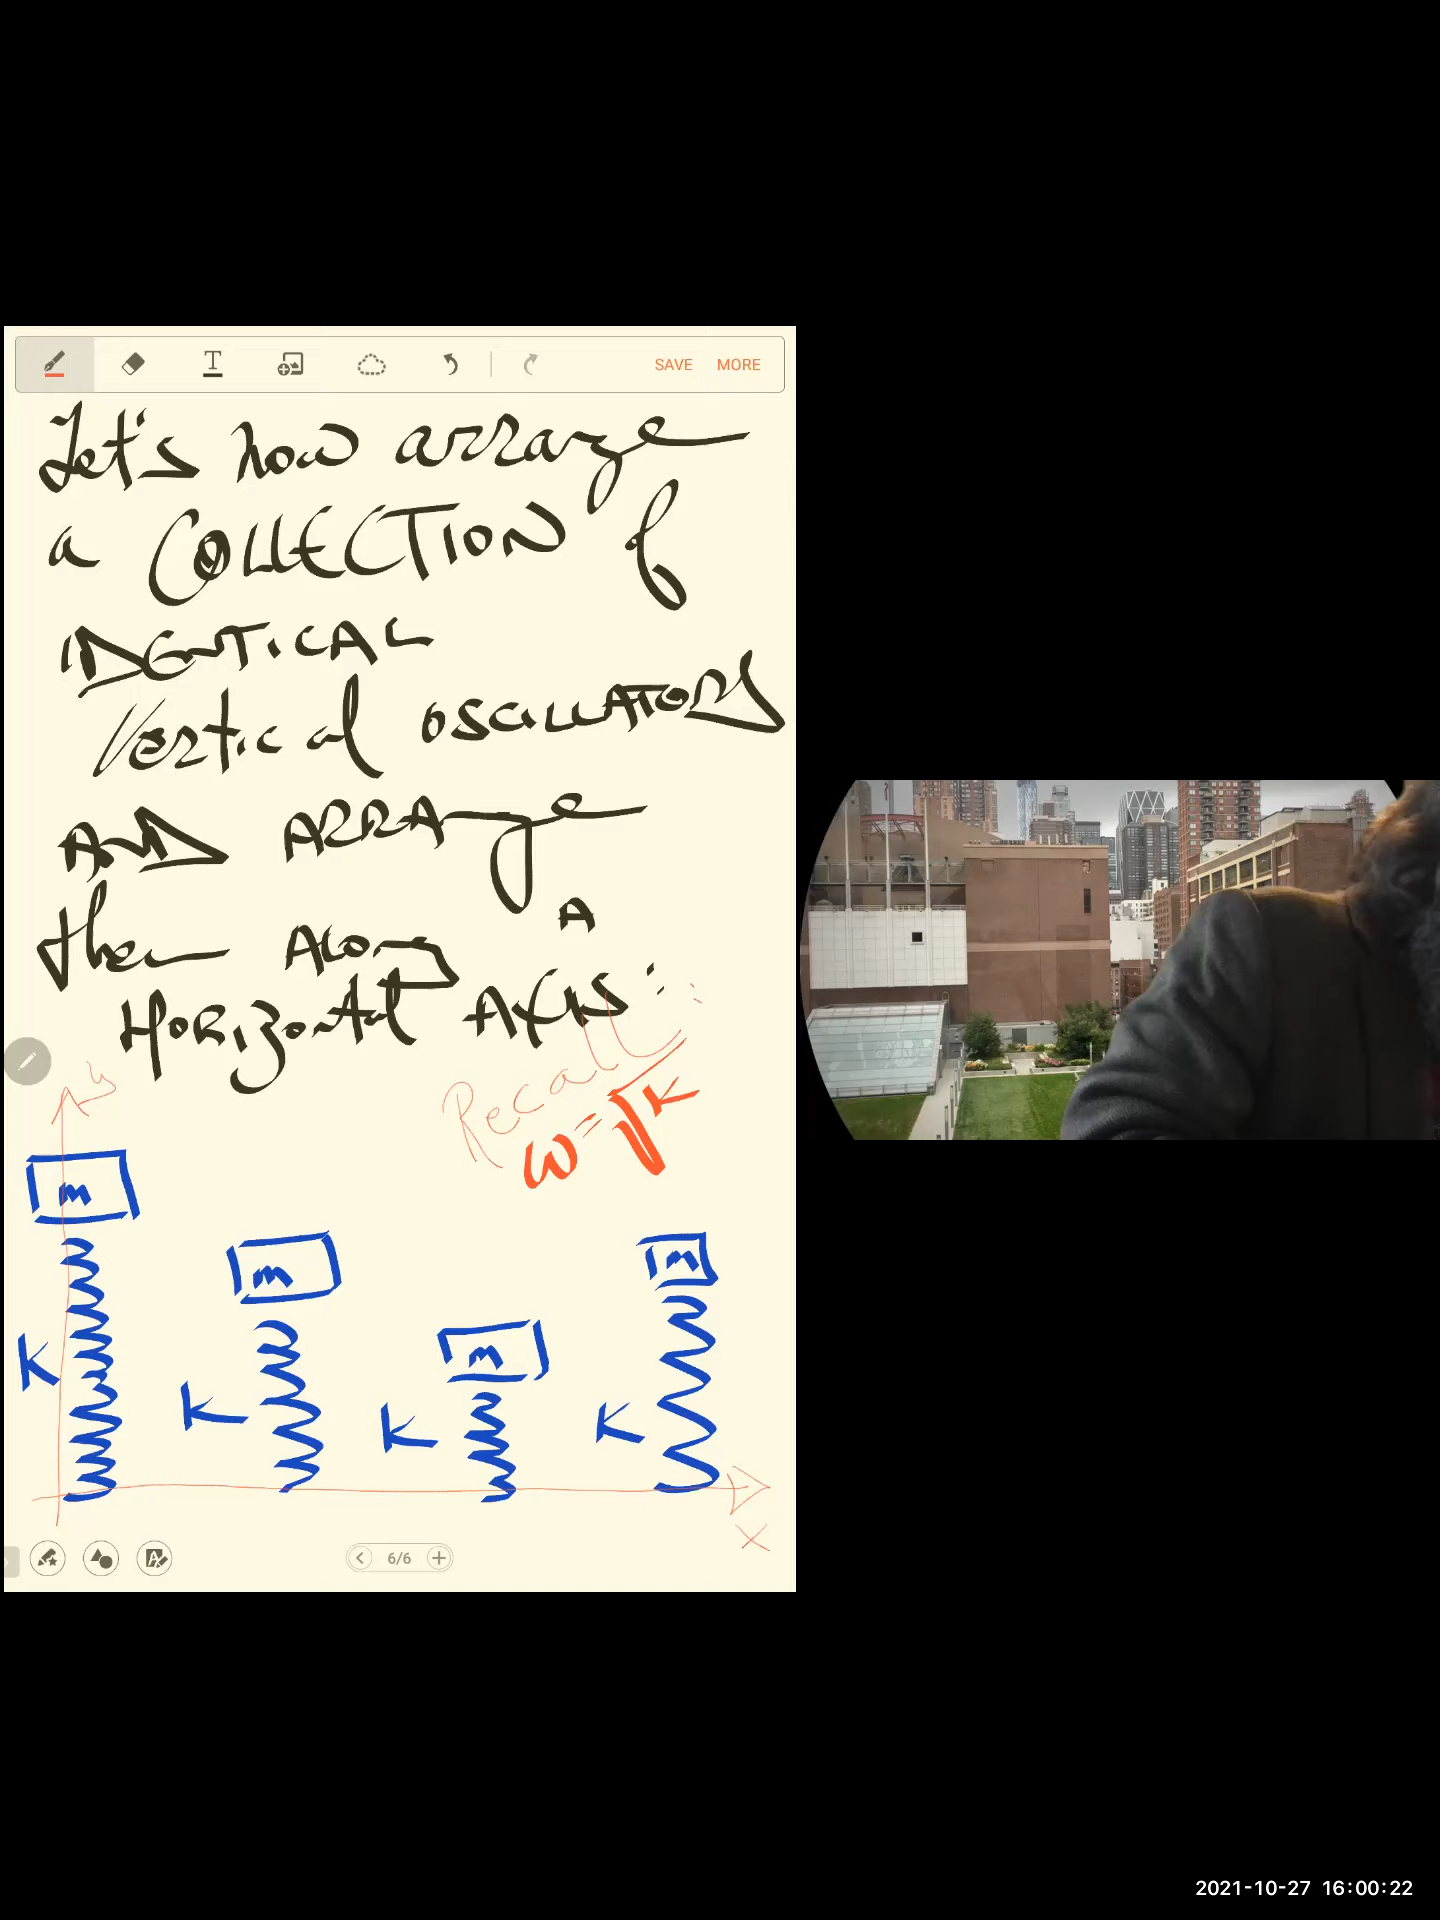 T
SAVE MORE
Let's now arrange
a COLLECTION of
IDENTICAL
Vertical OSCILLATORY
AND ARRAnge
them Along A
HORIZontal AXIS:
Recall:
ω=√K
y
m
m
m
m
K
K
K
K
x
6/6
2021-10-27 16:00:22